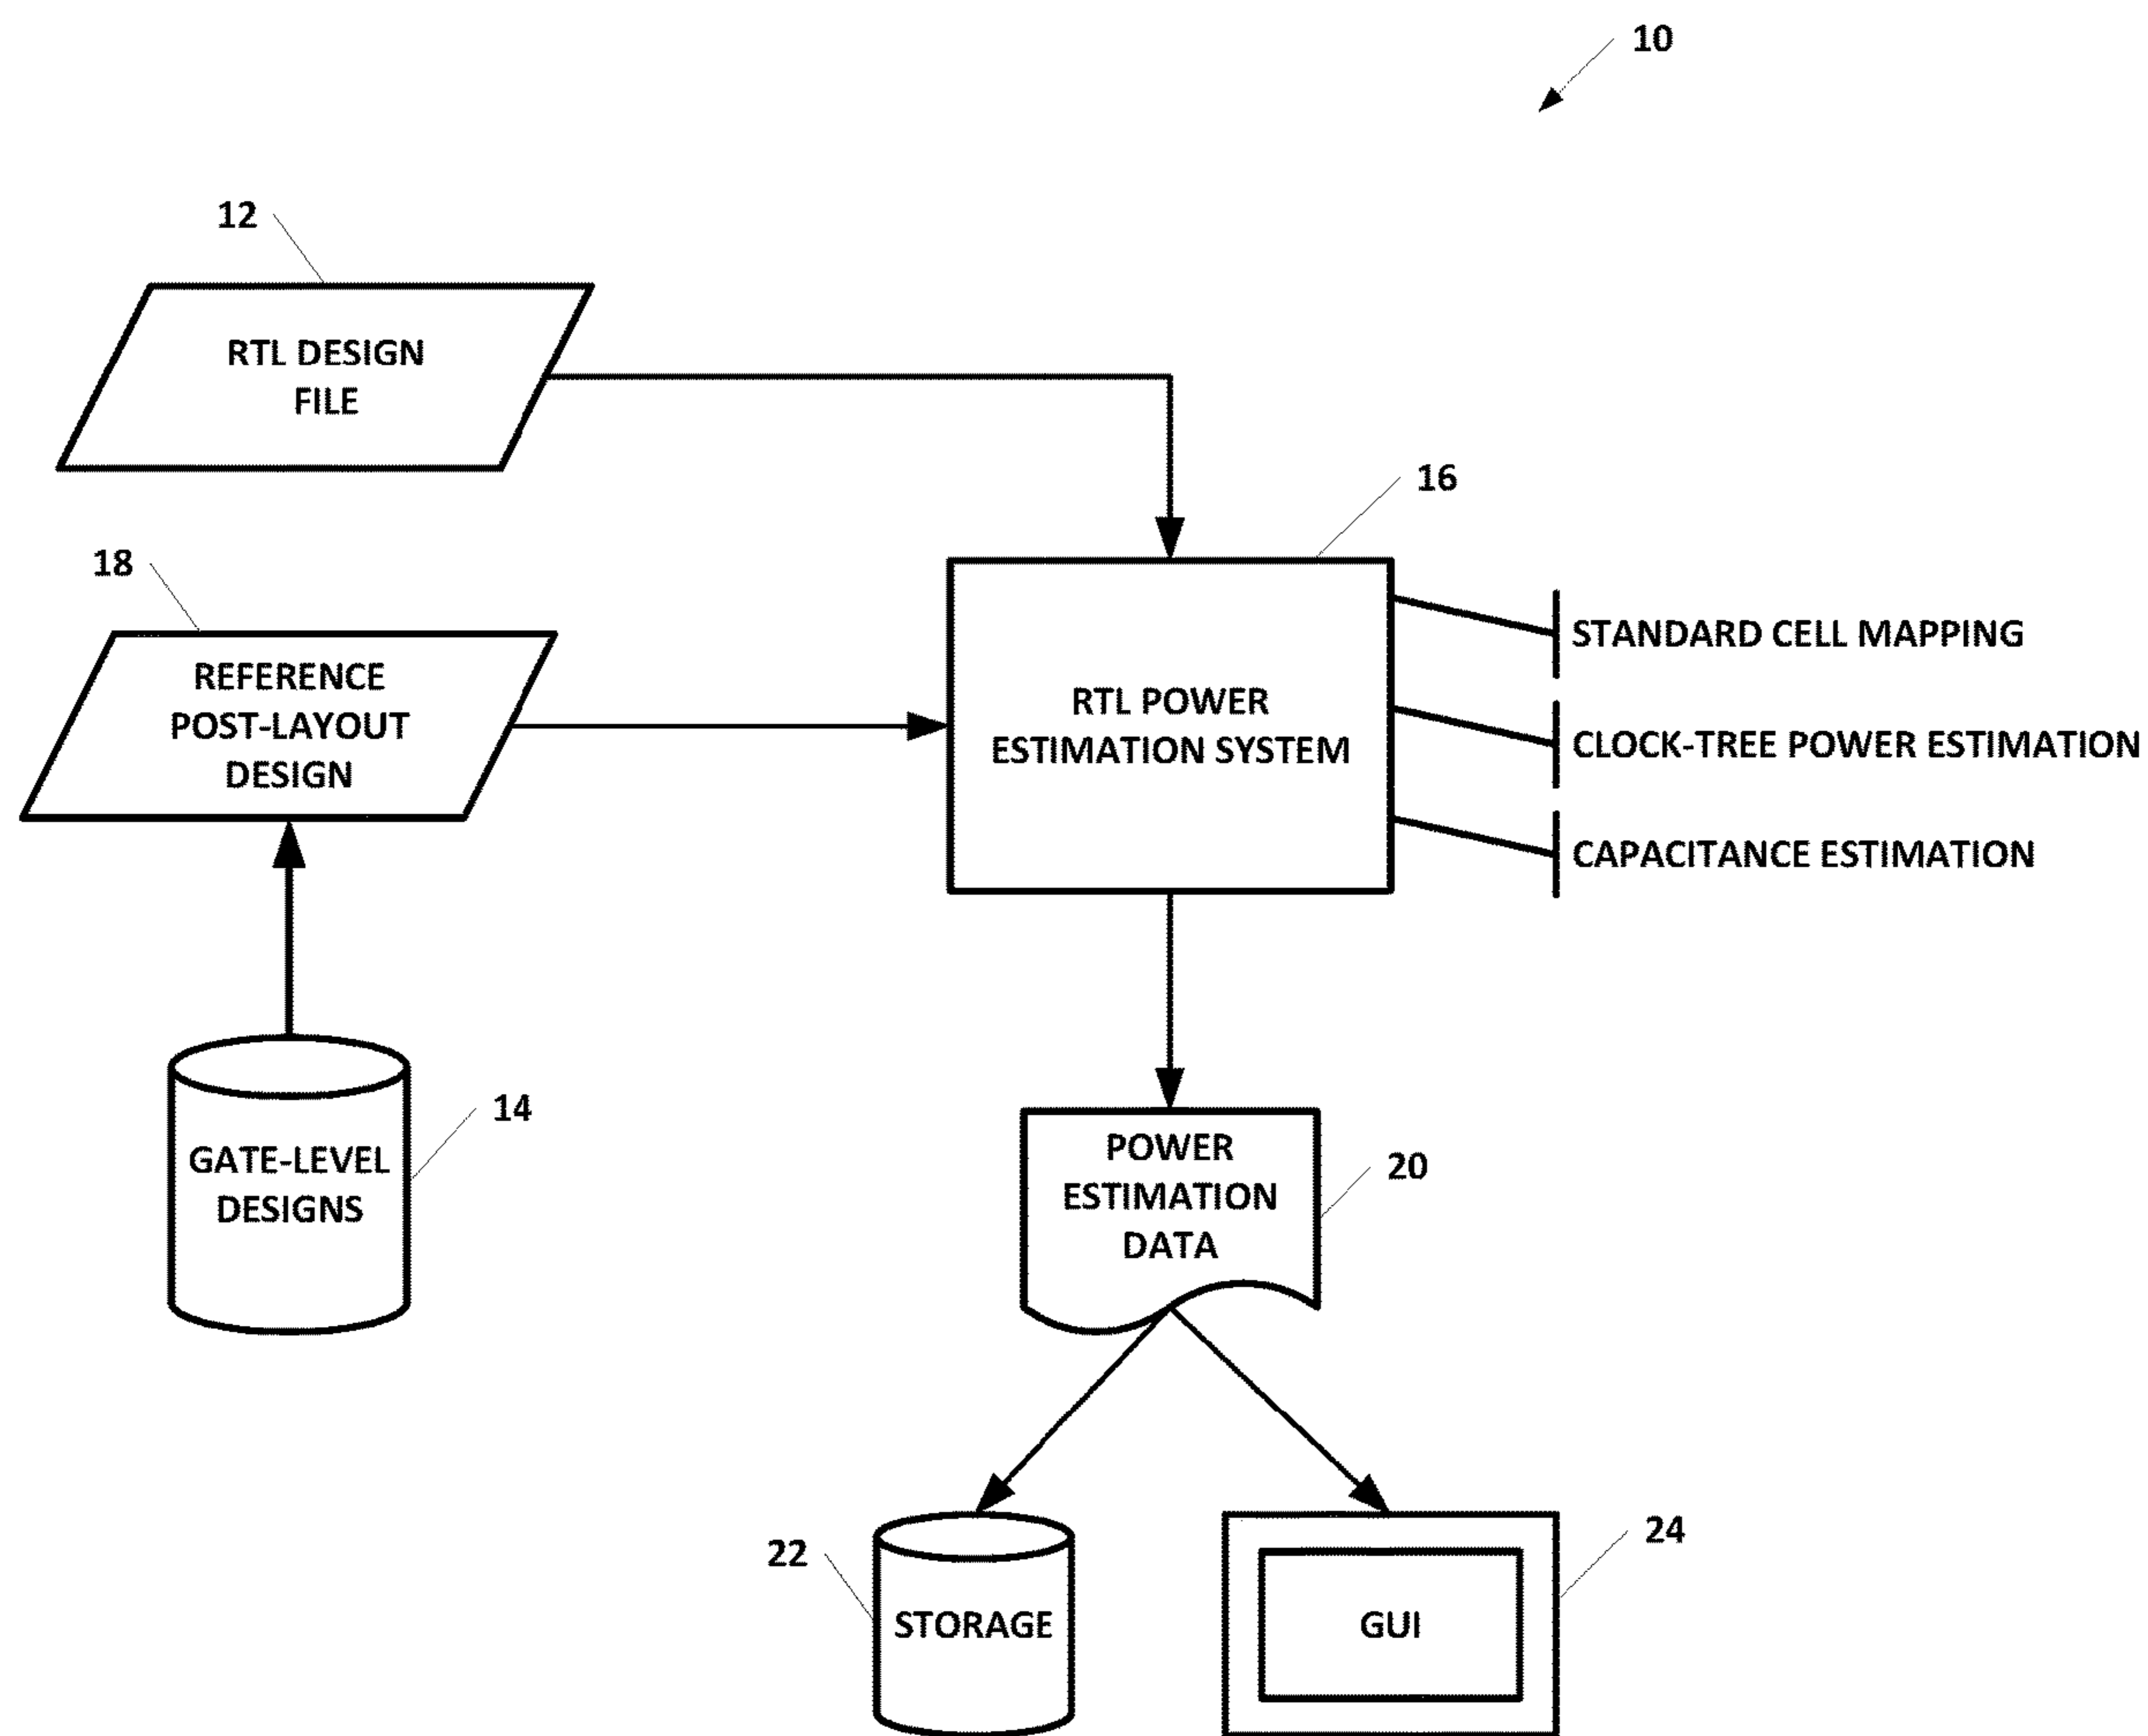 10
12
RTL DESIGN
FILE
16
18
REFERENCE
POST-LAYOUT
DESIGN
RTL POWER
ESTIMATION SYSTEM
STANDARD CELL MAPPING
CLOCK-TREE POWER ESTIMATION
CAPACITANCE ESTIMATION
14
GATE-LEVEL
DESIGNS
POWER
ESTIMATION
DATA
20
22
STORAGE
GUI
24